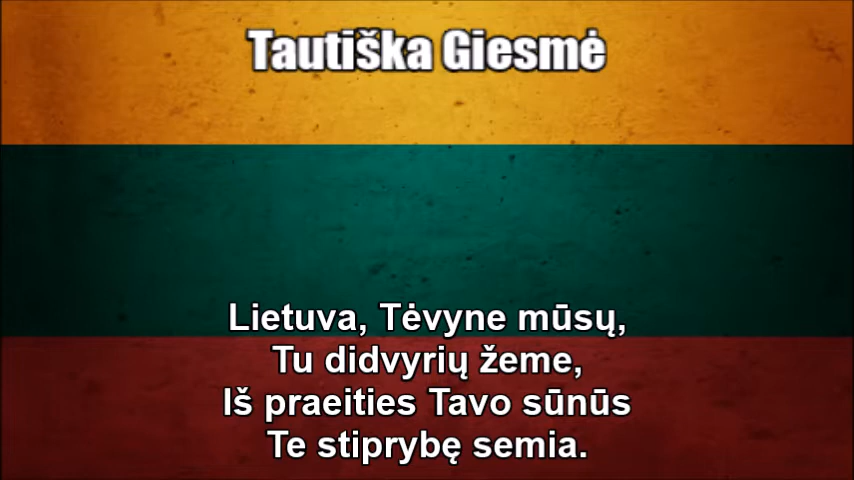 Tautiška Giesmė
Lietuva, Tėvyne mūsų,
Tu didvyrių žeme,
Iš praeities Tavo sūnūs
Te stiprybę semia.